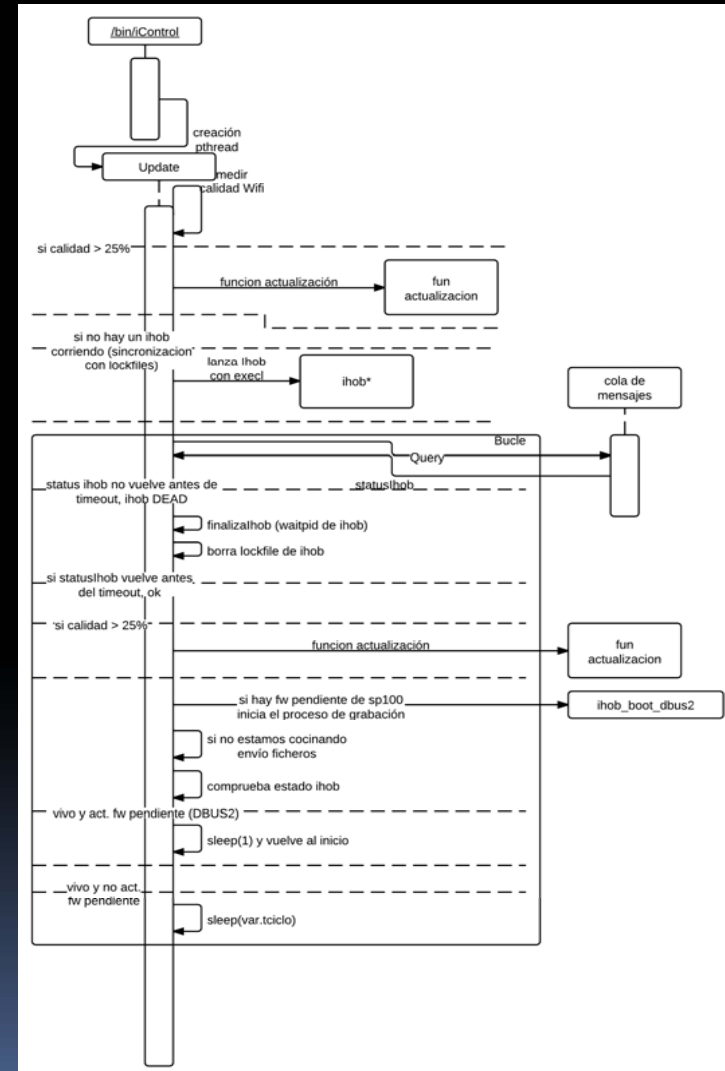 /bin/iControl
creación
pthread
Update
medir
calidad Wifi
si calidad > 25%
funcion actualización
fun
actualizacion
si no hay un ihob
corriendo (sincronizacion
con lockfiles)
lanza Ihob
con execl
ihob*
cola de
mensajes
Bucle
Query
status ihob no vuelve antes de
timeout, ihob DEAD
statusIhob
finalizaIhob (waitpid de ihob)
borra lockfile de ihob
si statusIhob vuelve antes
del timeout, ok
si calidad > 25%
funcion actualización
fun
actualizacion
si hay fw pendiente de sp100
inicia el proceso de grabación
ihob_boot_dbus2
si no estamos cocinando
envío ficheros
comprueba estado ihob
vivo y act. fw pendiente (DBUS2)
sleep(1) y vuelve al inicio
vivo y no act.
fw pendiente
sleep(var.tciclo)